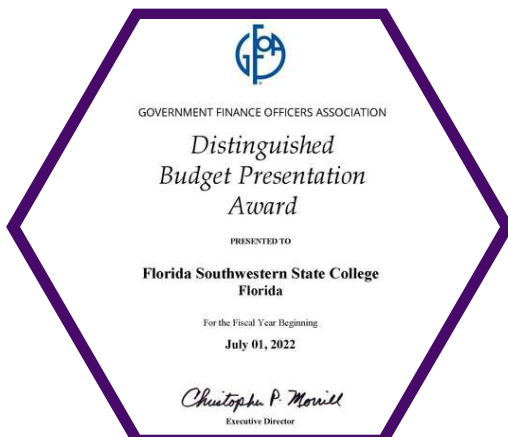 GFOA
GOVERNMENT FINANCE OFFICERS ASSOCIATION
Distinguished
Budget Presentation
Award
PRESENTED TO
Florida Southwestern State College
Florida
For the Fiscal Year Beginning
July 01, 2022
Christopher P. Morrill
Executive Director